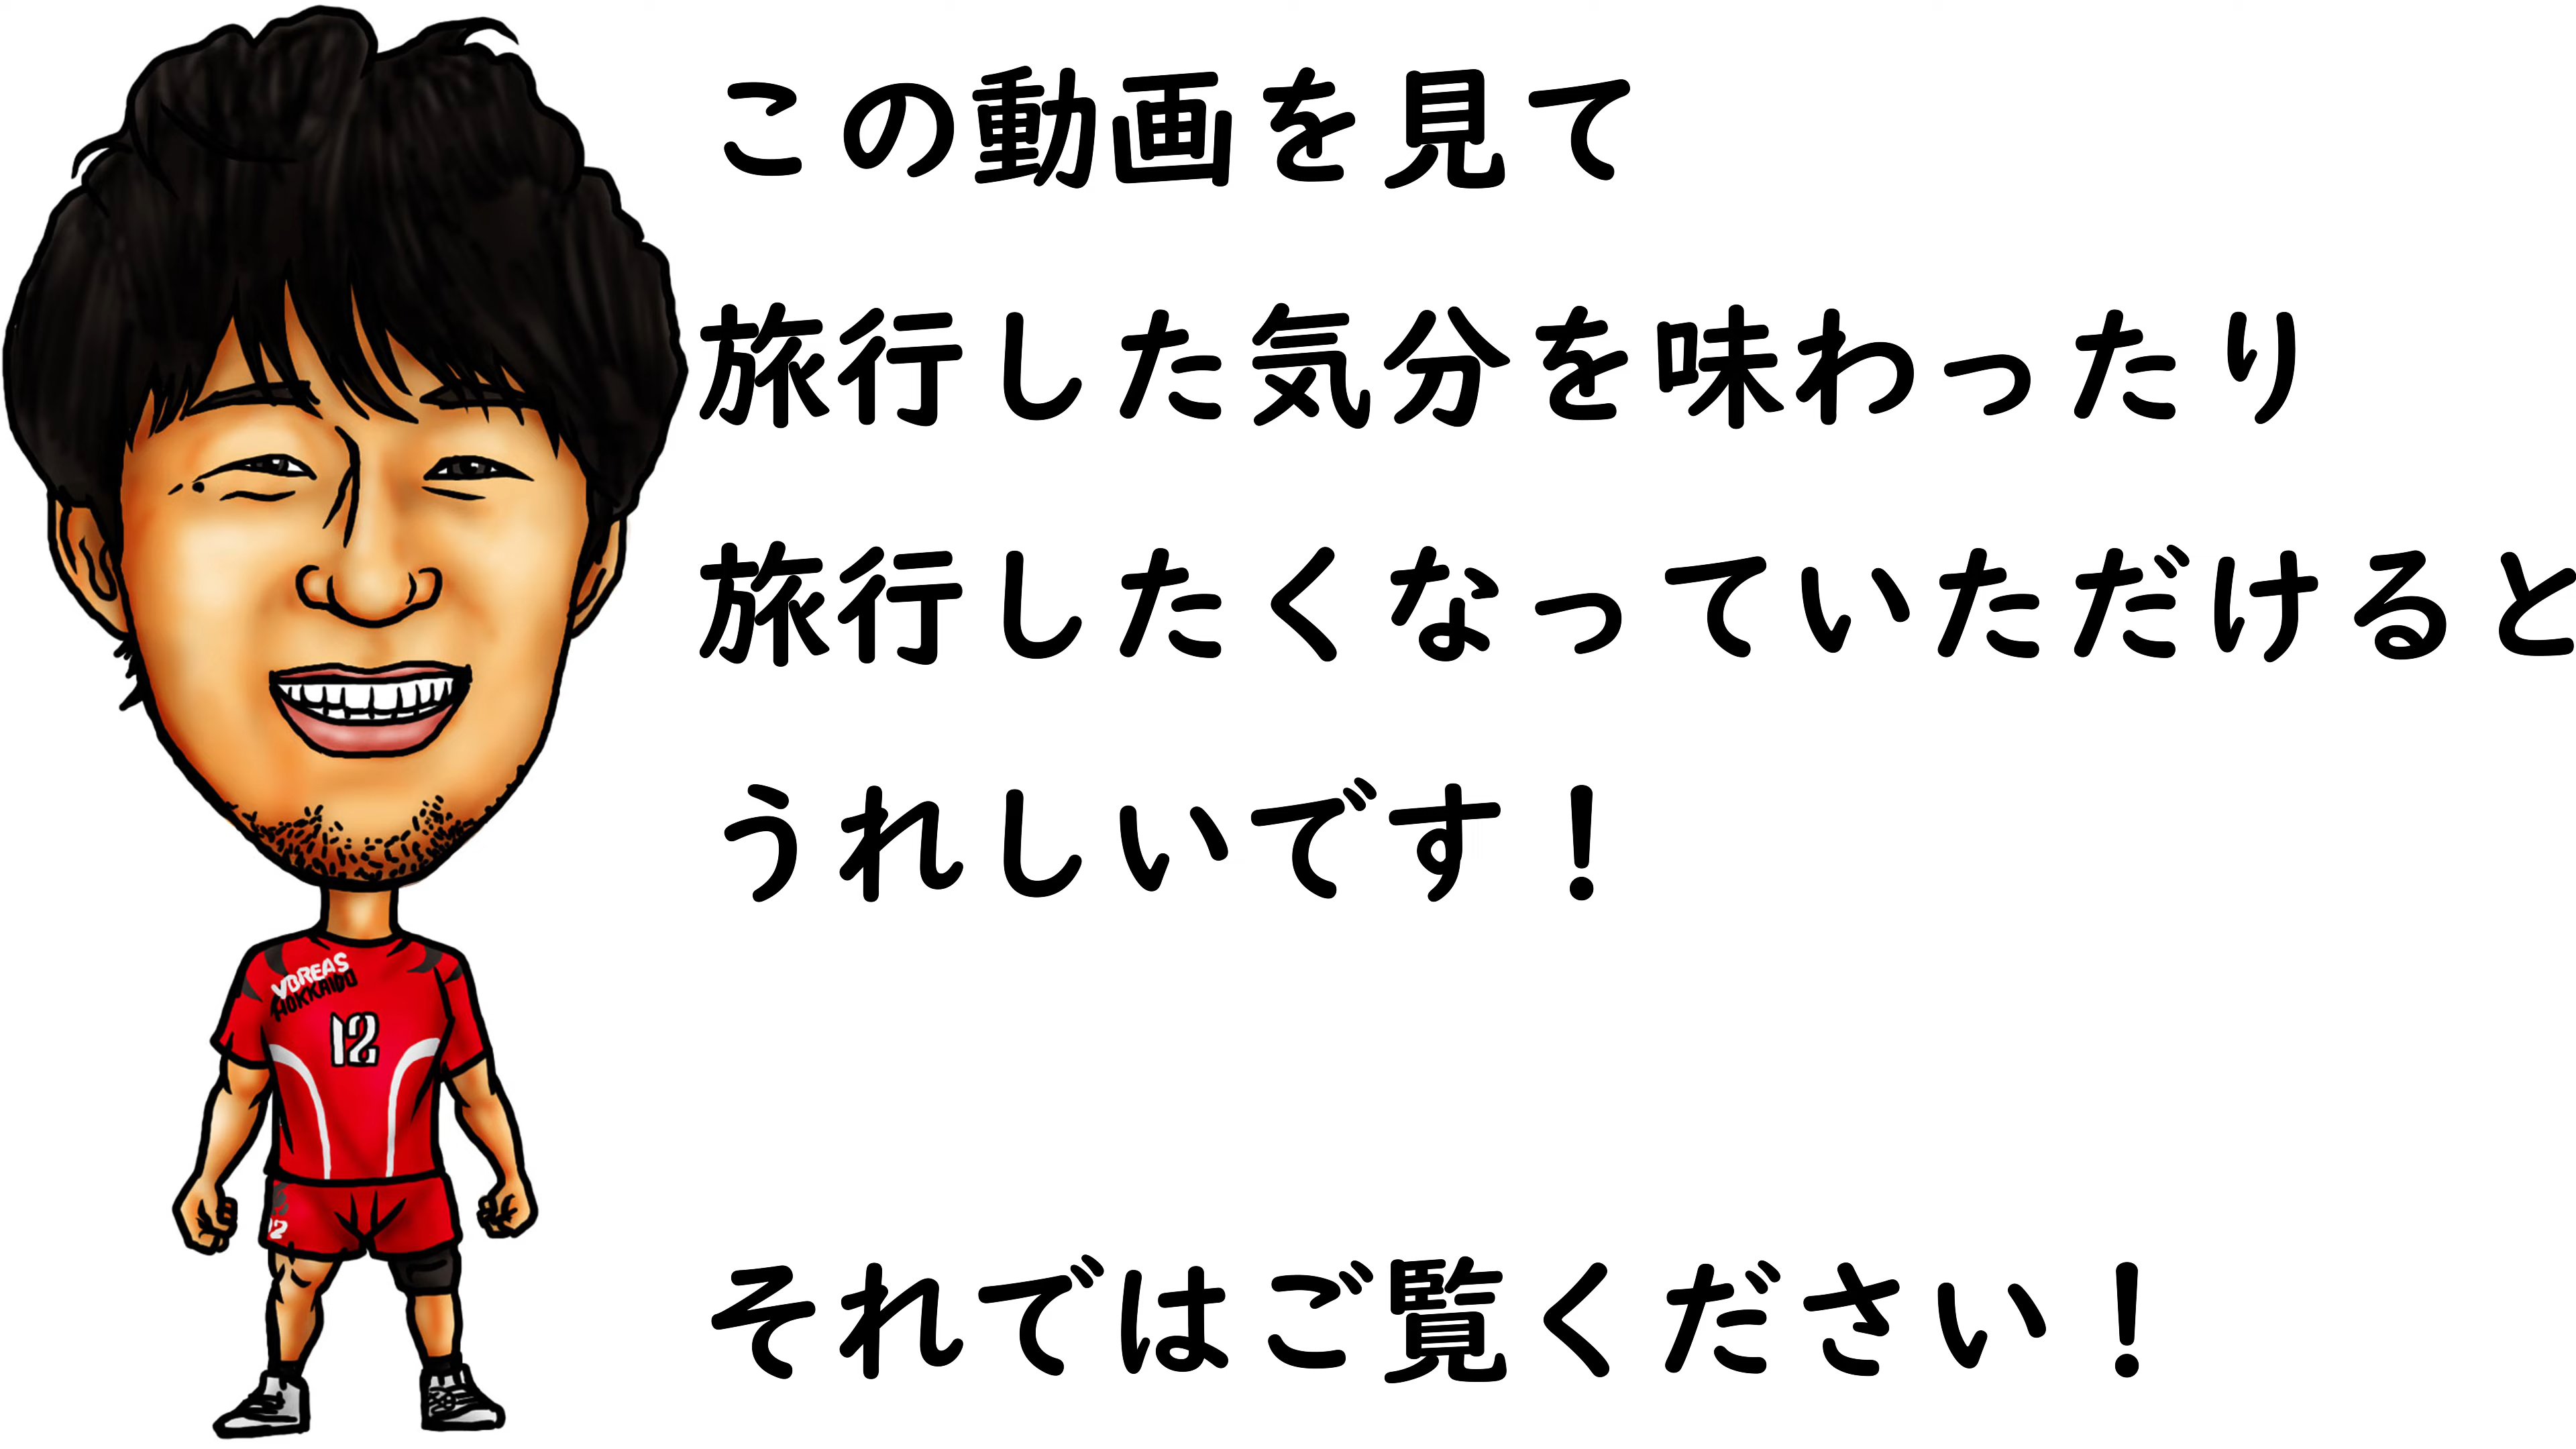 この動画を見て
旅行した気分を味わったり
旅行したくなっていただけると
うれしいです！
それではご覧ください！
VOREAS
HOKKAIDO
12
12